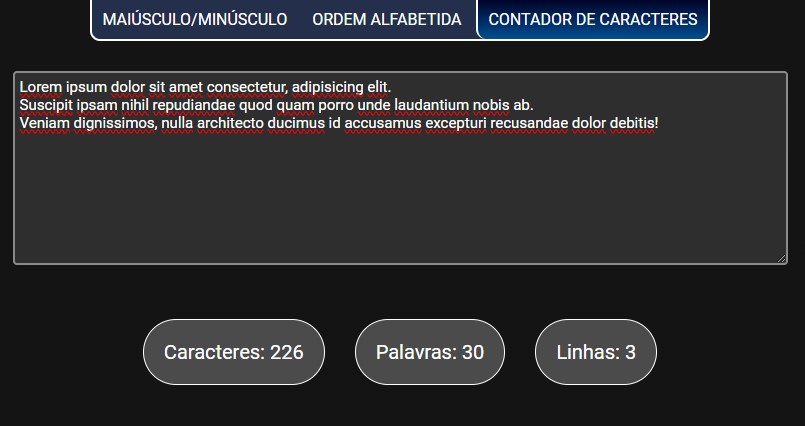 MAIÚSCULO/MINÚSCULO ORDEM ALFABETIDA CONTADOR DE CARACTERES
Lorem ipsum dolor sit amet consectetur, adipisicing elit.
Suscipit ipsam nihil repudiandae quod quam porro unde laudantium nobis ab.
Veniam dignissimos, nulla architecto ducimus id accusamus excepturi recusandae dolor debitis!
Caracteres: 226 Palavras: 30 Linhas: 3